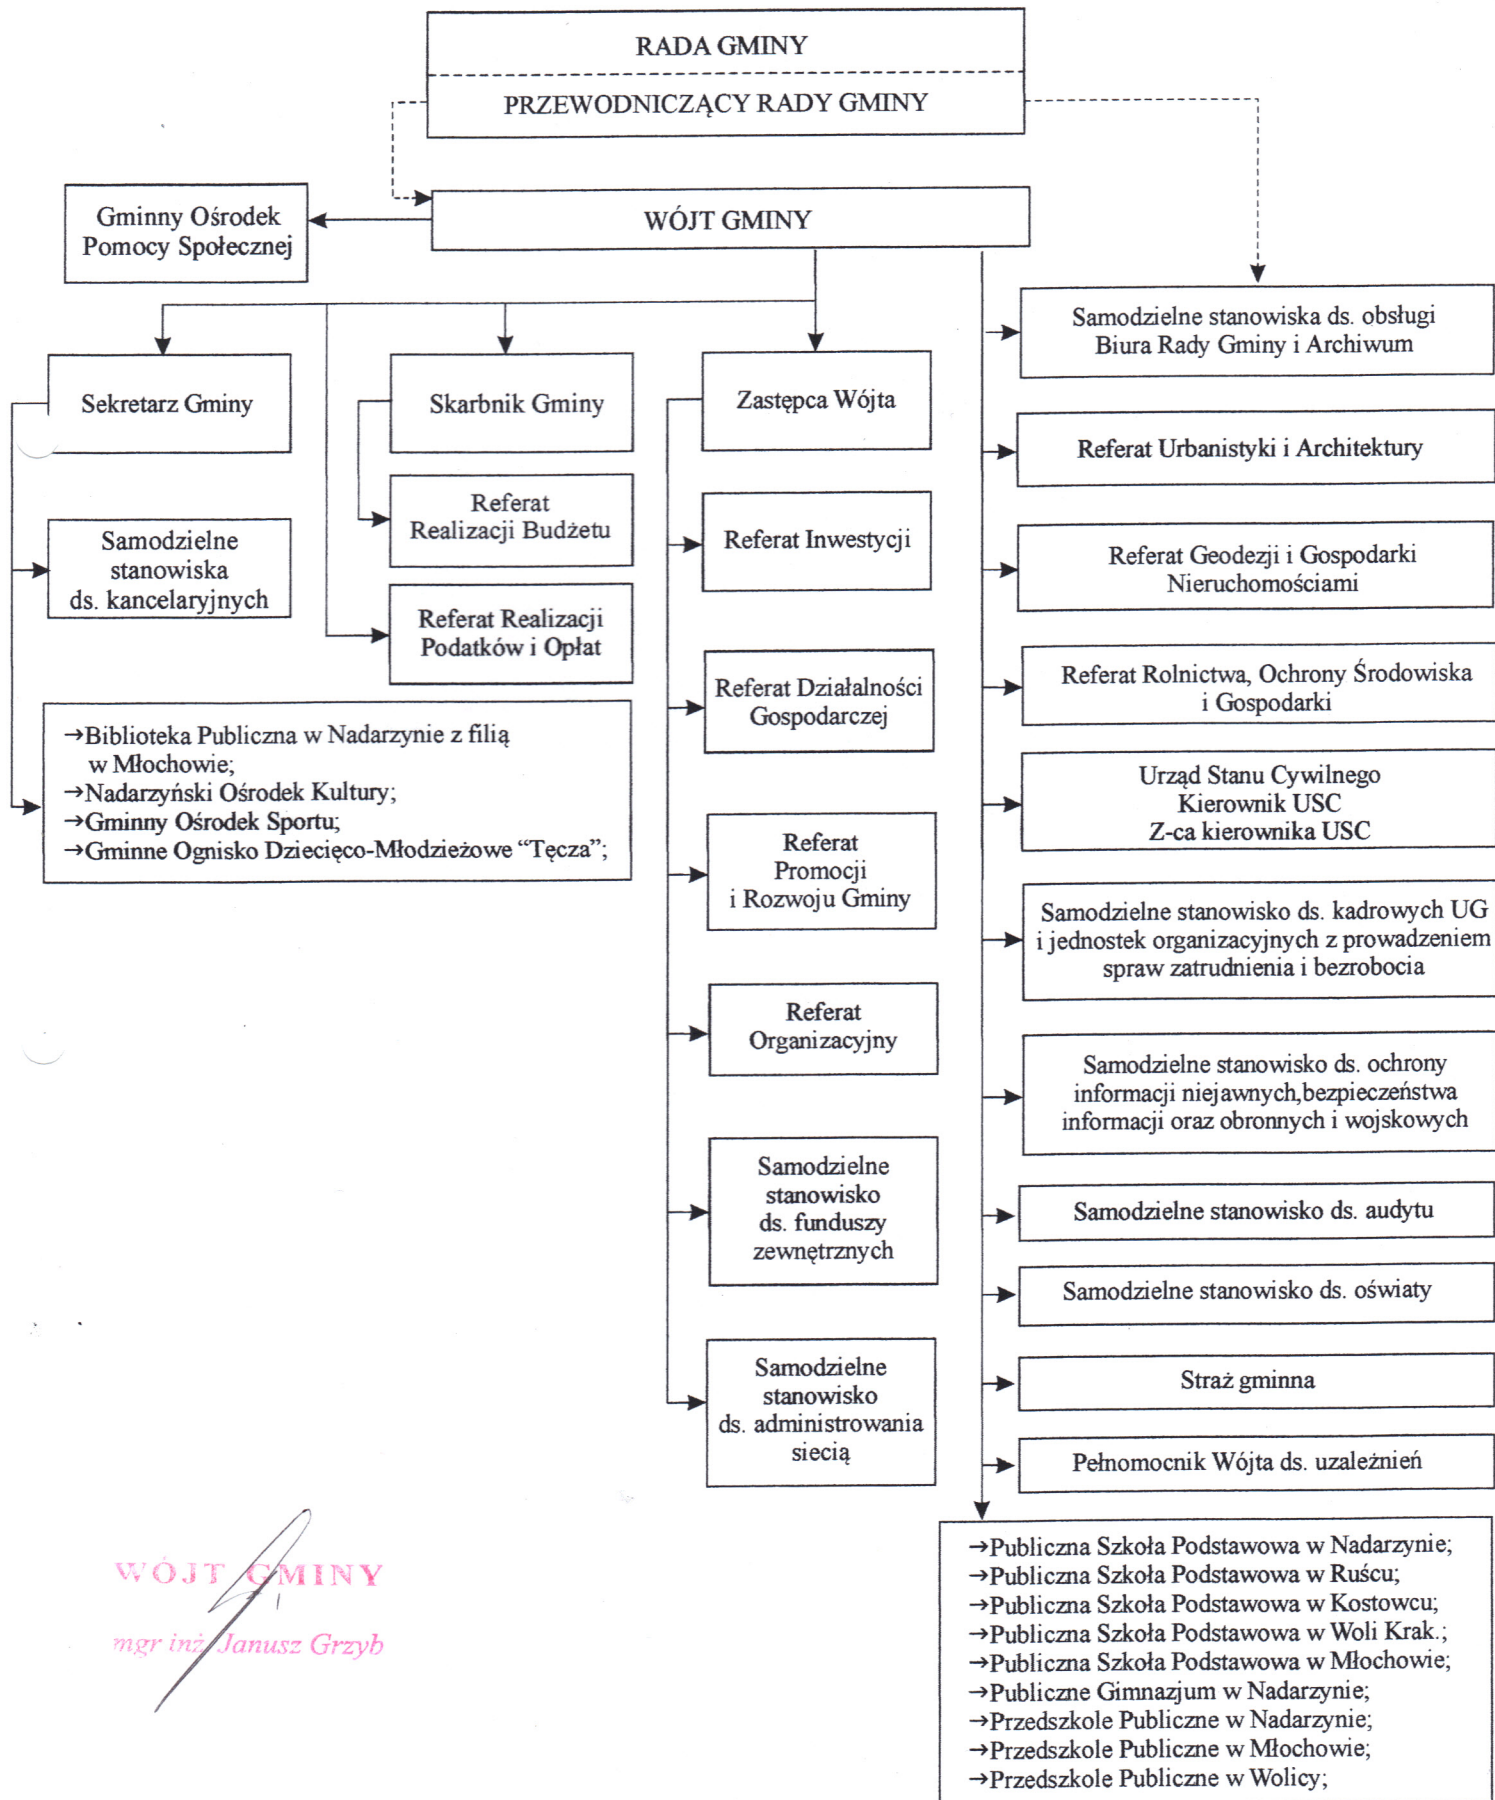 RADA GMINY
PRZEWODNICZĄCY RADY GMINY
Gminny Ośrodek
Pomocy Społecznej
WÓJT GMINY
Sekretarz Gminy
Skarbnik Gminy
Zastępca Wójta
Samodzielne
stanowiska
ds. kancelaryjnych
→Biblioteka Publiczna w Nadarzynie z filią
w Młochowie;
→Nadarzyński Ośrodek Kultury;
→Gminny Ośrodek Sportu;
→Gminne Ognisko Dziecięco-Młodzieżowe “Tęcza”;
Referat
Realizacji Budżetu
Referat Realizacji
Podatków i Opłat
Referat Inwestycji
Referat Działalności
Gospodarczej
Referat
Promocji
i Rozwoju Gminy
Referat
Organizacyjny
Samodzielne
stanowisko
ds. funduszy
zewnętrznych
Samodzielne
stanowisko
ds. administrowania
siecią
Samodzielne stanowiska ds. obsługi
Biura Rady Gminy i Archiwum
Referat Urbanistyki i Architektury
Referat Geodezji i Gospodarki
Nieruchomościami
Referat Rolnictwa, Ochrony Środowiska
i Gospodarki
Urząd Stanu Cywilnego
Kierownik USC
Z-ca kierownika USC
Samodzielne stanowisko ds. kadrowych UG
i jednostek organizacyjnych z prowadzeniem
spraw zatrudnienia i bezrobocia
Samodzielne stanowisko ds. ochrony
informacji niejawnych,bezpieczeństwa
informacji oraz obronnych i wojskowych
Samodzielne stanowisko ds. audytu
Samodzielne stanowisko ds. oświaty
Straż gminna
Pełnomocnik Wójta ds. uzależnień
→Publiczna Szkoła Podstawowa w Nadarzynie;
→Publiczna Szkoła Podstawowa w Ruścu;
→Publiczna Szkoła Podstawowa w Kostowcu;
→Publiczna Szkoła Podstawowa w Woli Krak.;
→Publiczna Szkoła Podstawowa w Młochowie;
→Publiczne Gimnazjum w Nadarzynie;
→Przedszkole Publiczne w Nadarzynie;
→Przedszkole Publiczne w Młochowie;
→Przedszkole Publiczne w Wolicy;
WÓJT GMINY
mgr inż. Janusz Grzyb